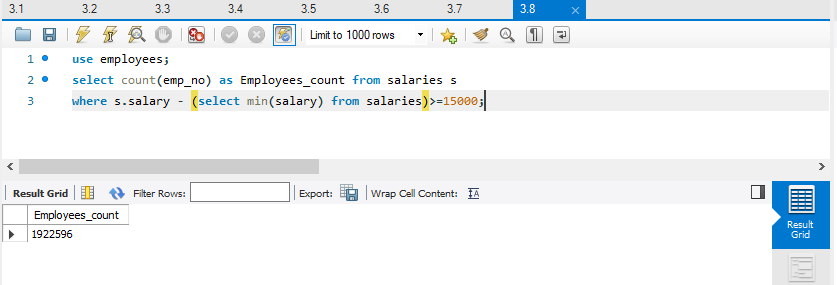 3.1 3.2 3.3 3.4 3.5 3.6 3.7 3.8
Limit to 1000 rows
1 use employees;
2 select count(emp_no) as Employees_count from salaries s
3 where s.salary - (select min(salary) from salaries)>=15000;
Result Grid Filter Rows: Export: Wrap Cell Content: IA
Employees_count
1922596
Result
Grid